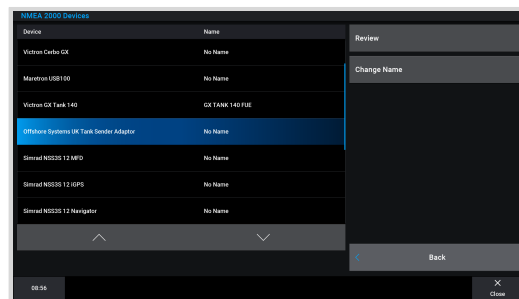 NMEA 2000 Devices
Device Name
Victron Cerbo GX No Name
Maretron USB100 No Name
Victron GX Tank 140 GX TANK 140 FUE
Offshore Systems UK Tank Sender Adaptor No Name
Simrad NSS3S 12 MFD No Name
Simrad NSS3S 12 iGPS No Name
Simrad NSS3S 12 Navigator No Name
Review
Change Name
Back
08:56
Close